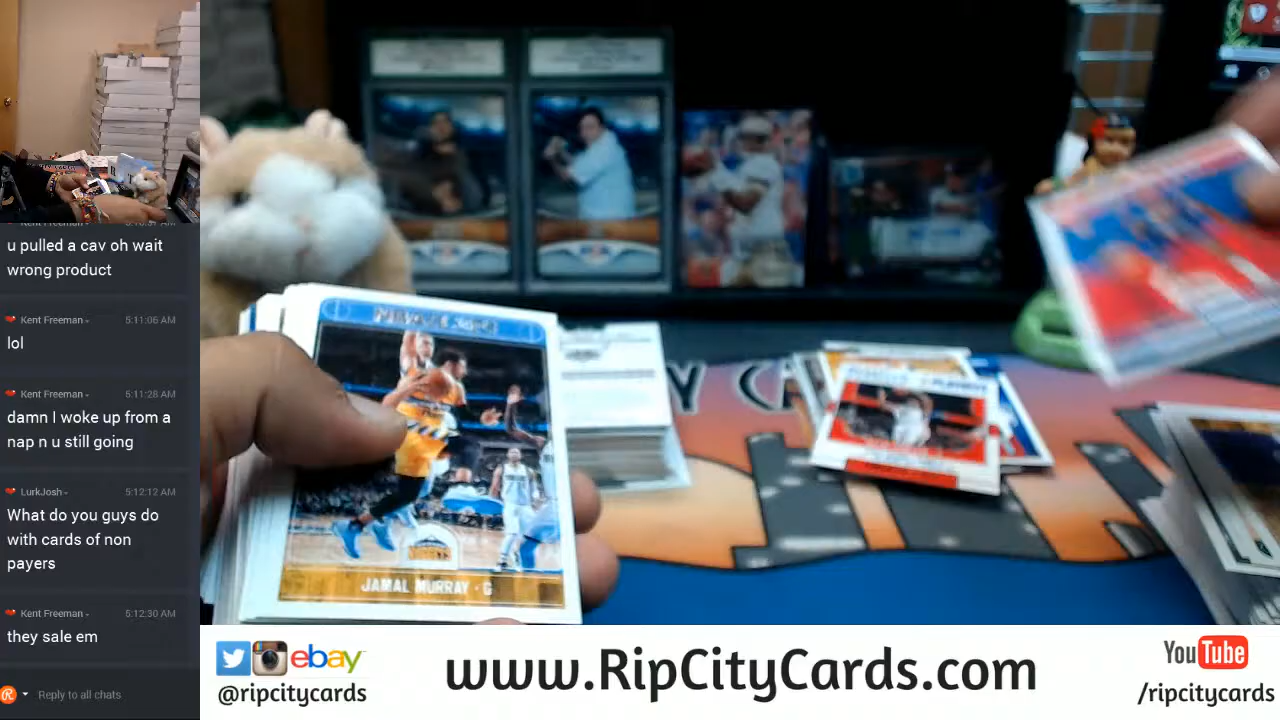 u pulled a cav oh wait
wrong product
Kent Freeman 5:11:06 AM
lol
Kent Freeman 5:11:28 AM
damn I woke up from a
nap n u still going
LurkJosh 5:12:12 AM
What do you guys do
with cards of non
payers
Kent Freeman 5:12:30 AM
they sale em
Reply to all chats
JAMAL MURRAY · G
ebay
@ripcitycards
www.RipCityCards.com
YouTube
/ripcitycards